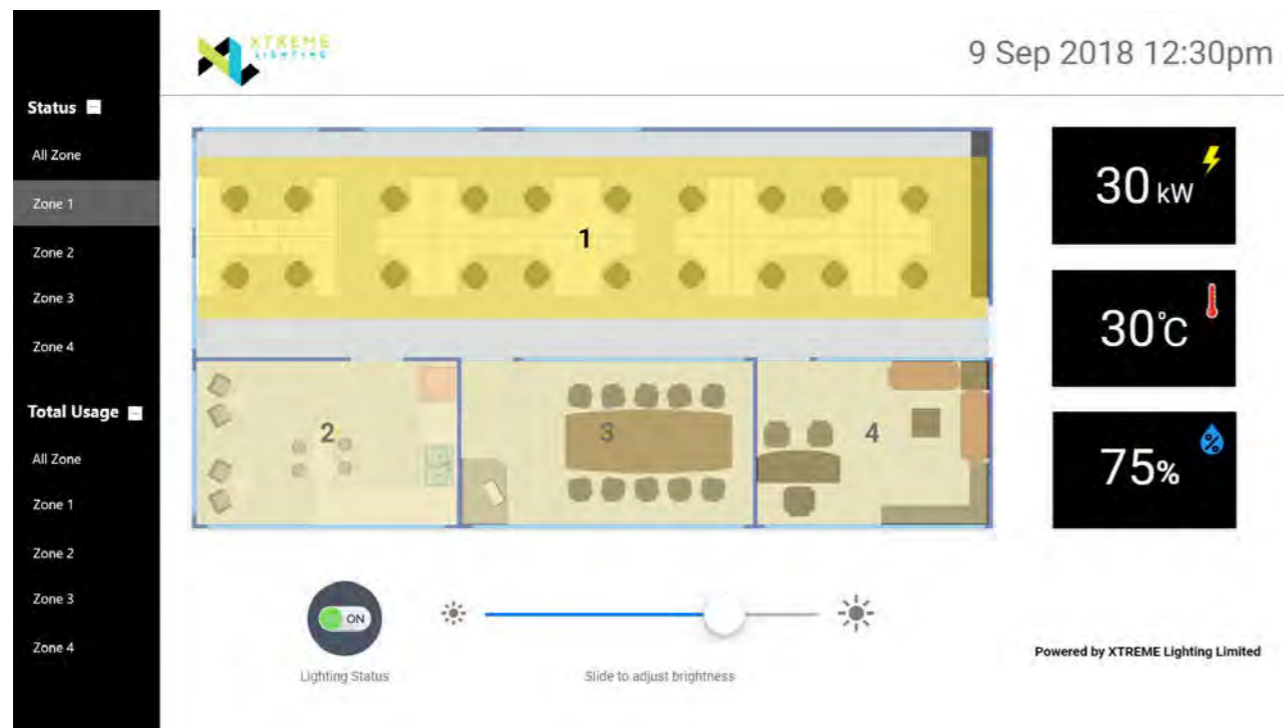 XTREME
LIGHTING
9 Sep 2018 12:30pm
Status
All Zone
Zone 1
Zone 2
Zone 3
Zone 4
Total Usage
All Zone
Zone 1
Zone 2
Zone 3
Zone 4
1
2
3
4
30 kW
30°C
75%
%
ON
Lighting Status
Slide to adjust brightness
Powered by XTREME Lighting Limited